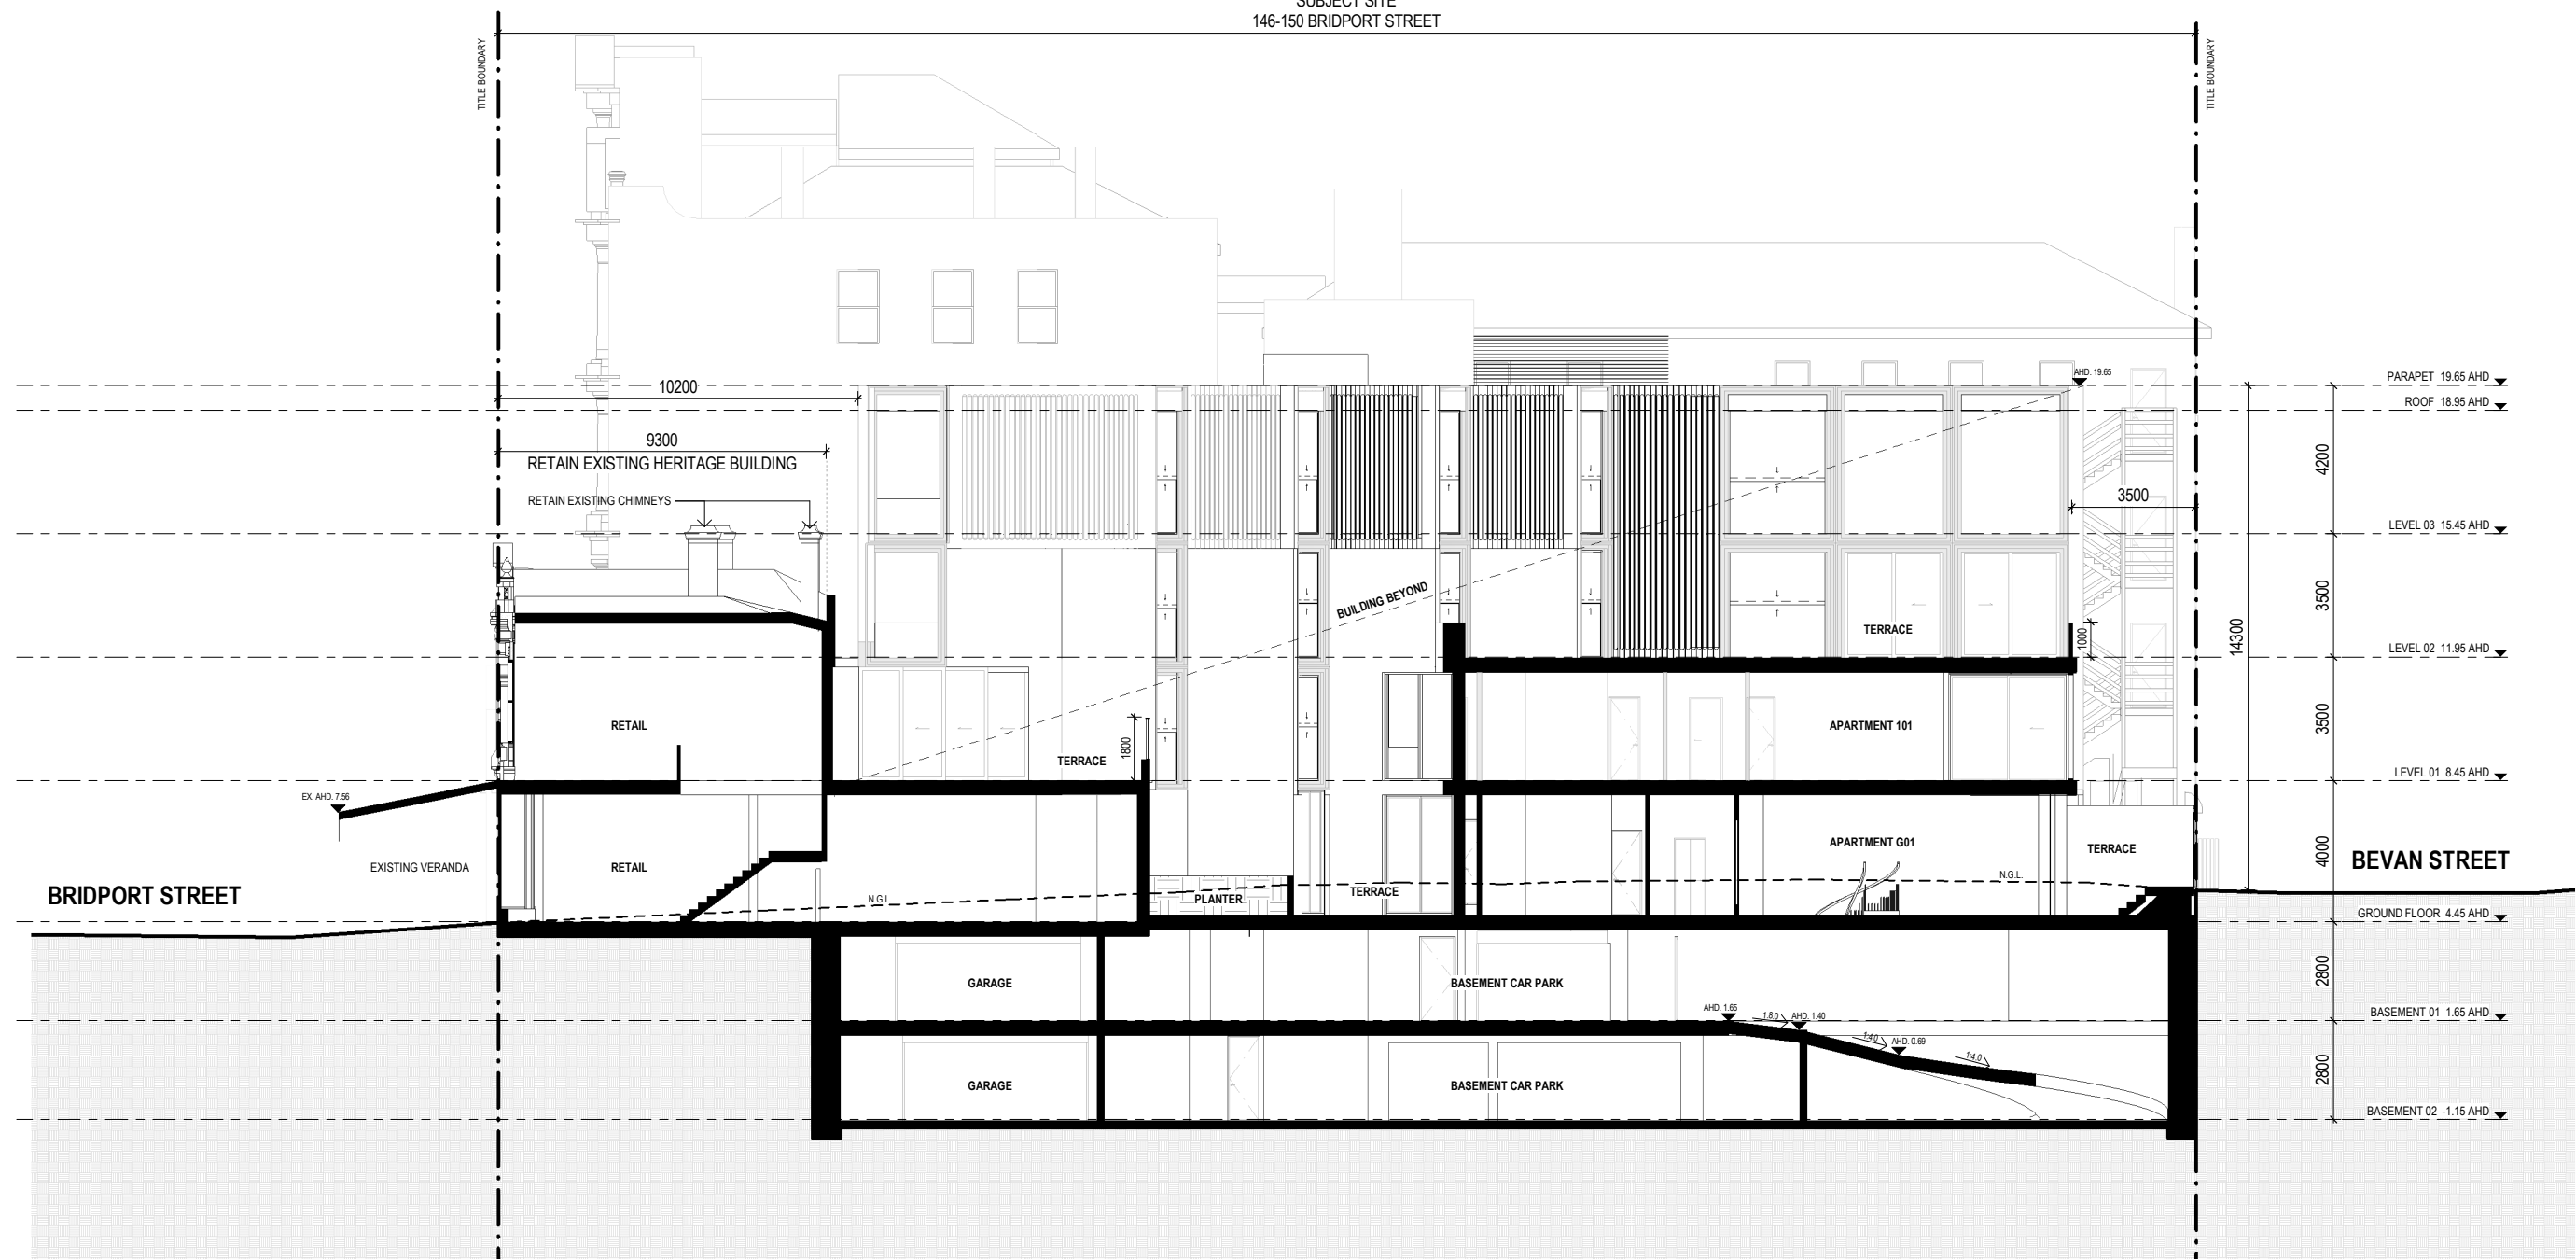 SUBJECT SITE
146-150 BRIDPORT STREET
TITLE BOUNDARY
TITLE BOUNDARY
10200
AHD. 19.65
PARAPET 19.65 AHD
ROOF 18.95 AHD
9300
RETAIN EXISTING HERITAGE BUILDING
RETAIN EXISTING CHIMNEYS
4200
3500
LEVEL 03 15.45 AHD
BUILDING BEYOND
3500
TERRACE
1000
14300
LEVEL 02 11.95 AHD
RETAIL
APARTMENT 101
3500
1800
TERRACE
LEVEL 01 8.45 AHD
EX. AHD. 7.56
EXISTING VERANDA
RETAIL
APARTMENT G01
TERRACE
4000
BEVAN STREET
BRIDPORT STREET
N.G.L.
PLANTER
TERRACE
N.G.L.
GROUND FLOOR 4.45 AHD
GARAGE
BASEMENT CAR PARK
2800
AHD. 1.65
1:8.0
AHD. 1.40
BASEMENT 01 1.65 AHD
1:4.0
AHD. 0.69
1:4.0
GARAGE
BASEMENT CAR PARK
2800
BASEMENT 02 -1.15 AHD